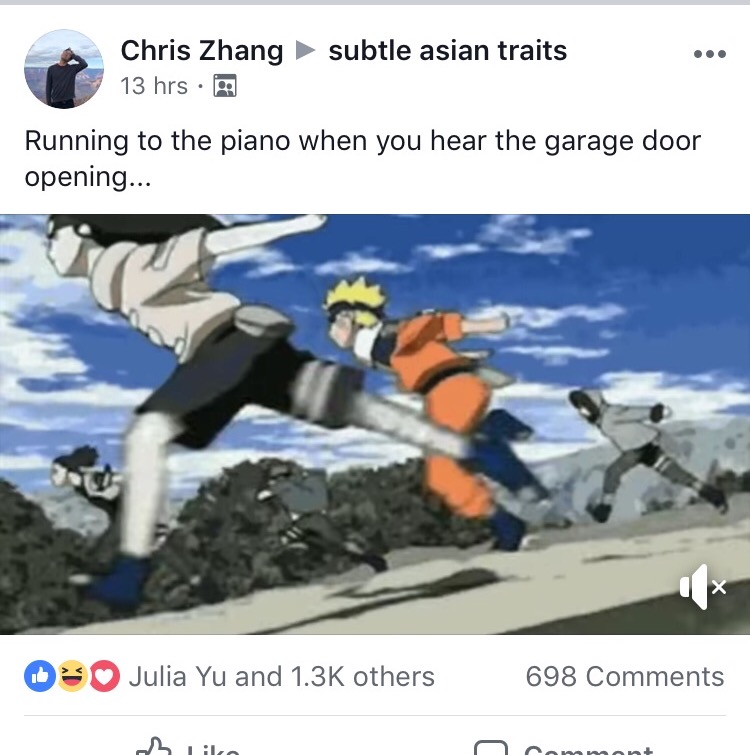 Chris Zhang ▶ subtle asian traits
13 hrs ·
Running to the piano when you hear the garage door
opening...
Julia Yu and 1.3K others 698 Comments
Like Comment